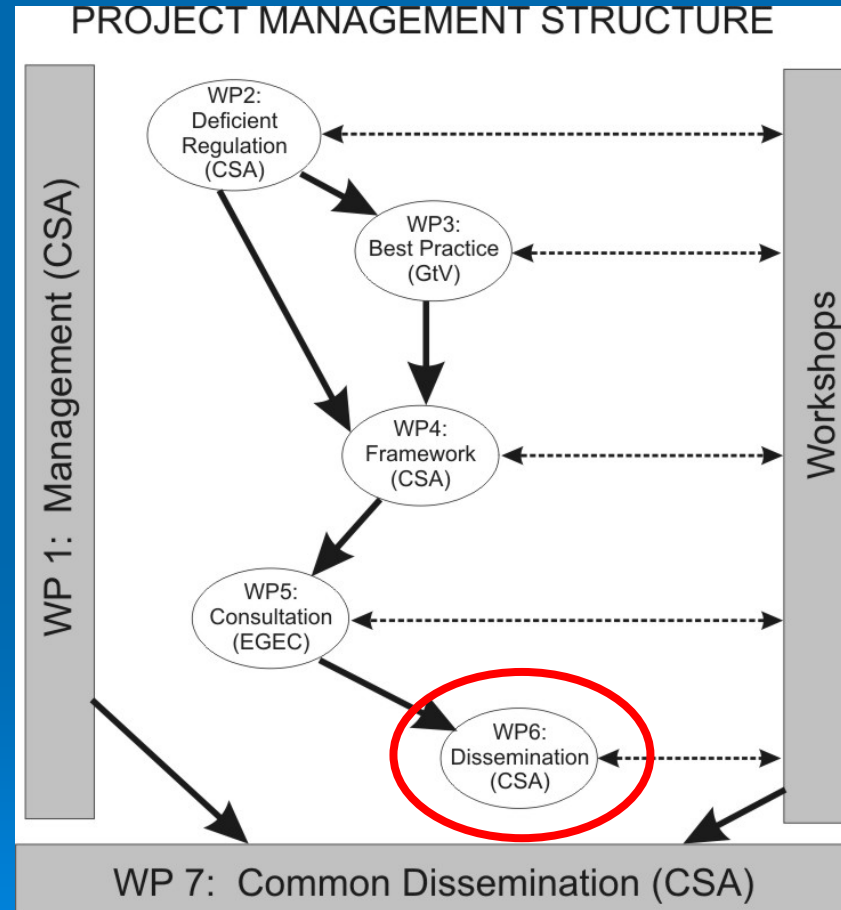 PROJECT MANAGEMENT STRUCTURE
WP 1: Management (CSA)
WP2:
Deficient
Regulation
(CSA)
WP3:
Best Practice
(GtV)
WP4:
Framework
(CSA)
WP5:
Consultation
(EGEC)
WP6:
Dissemination
(CSA)
Workshops
WP 7: Common Dissemination (CSA)